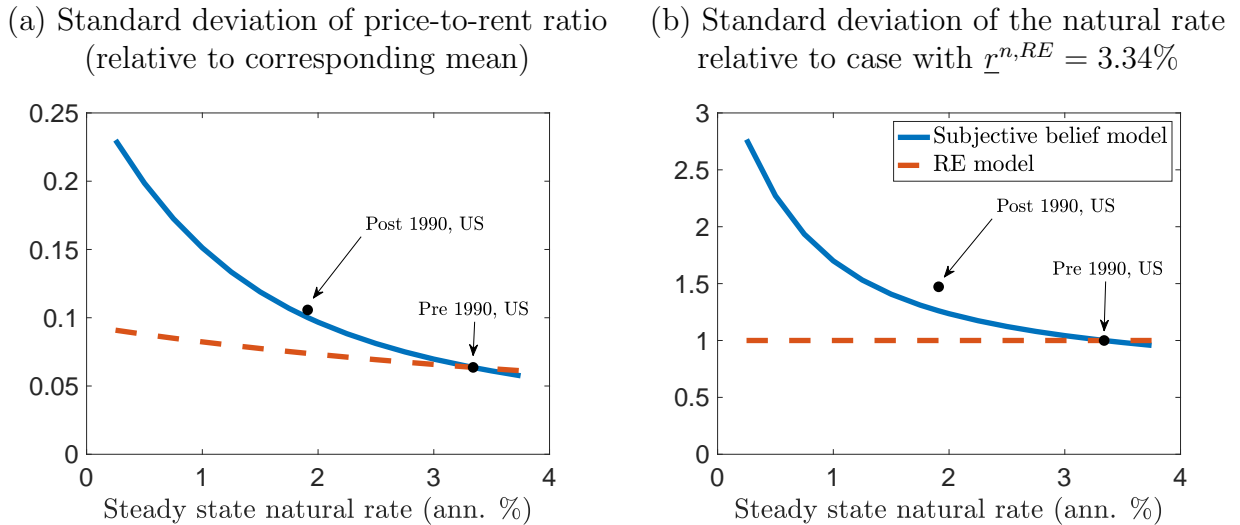 (a) Standard deviation of price-to-rent ratio
(relative to corresponding mean)
0.25
0.2
0.15
0.1
0.05
0
Post 1990, US
Pre 1990, US
0 1 2 3 4
Steady state natural rate (ann. %)
(b) Standard deviation of the natural rate
relative to case with r^{n,RE} = 3.34%
3
2.5
2
1.5
1
0.5
0
Subjective belief model
RE model
Post 1990, US
Pre 1990, US
0 1 2 3 4
Steady state natural rate (ann. %)